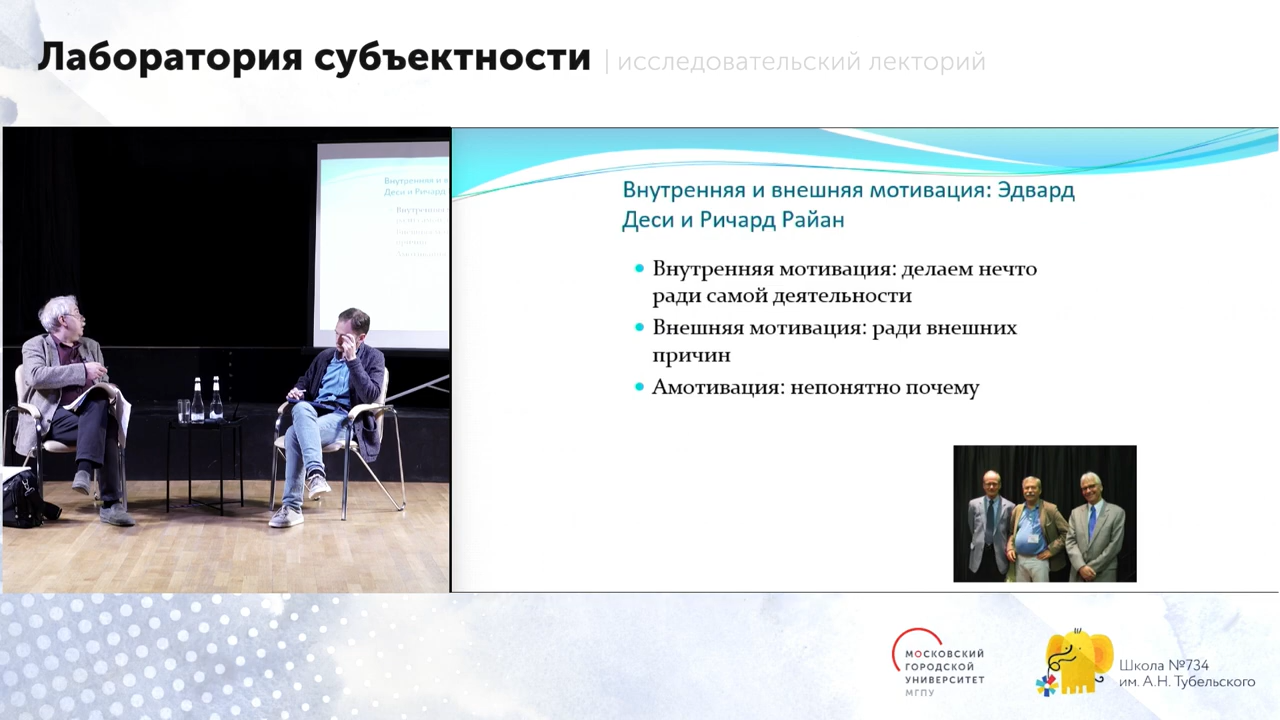 Лаборатория субъектности | исследовательский лекторий
Внутренняя и внешняя мотивация: Эдвард
Деси и Ричард Райан
• Внутренняя мотивация: делаем нечто
ради самой деятельности
• Внешняя мотивация: ради внешних
причин
• Амотивация: непонятно почему
МОСКОВСКИЙ
ГОРОДСКОЙ
УНИВЕРСИТЕТ
МГПУ
Школа №734
им. А.Н. Тубельского